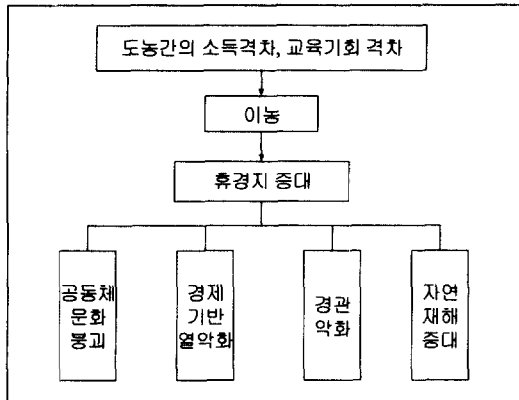 도농간의 소득격차, 교육기회 격차
이농
휴경지 증대
공동체
문화
붕괴
경제
기반
열악화
경관
악화
자연
재해
증대